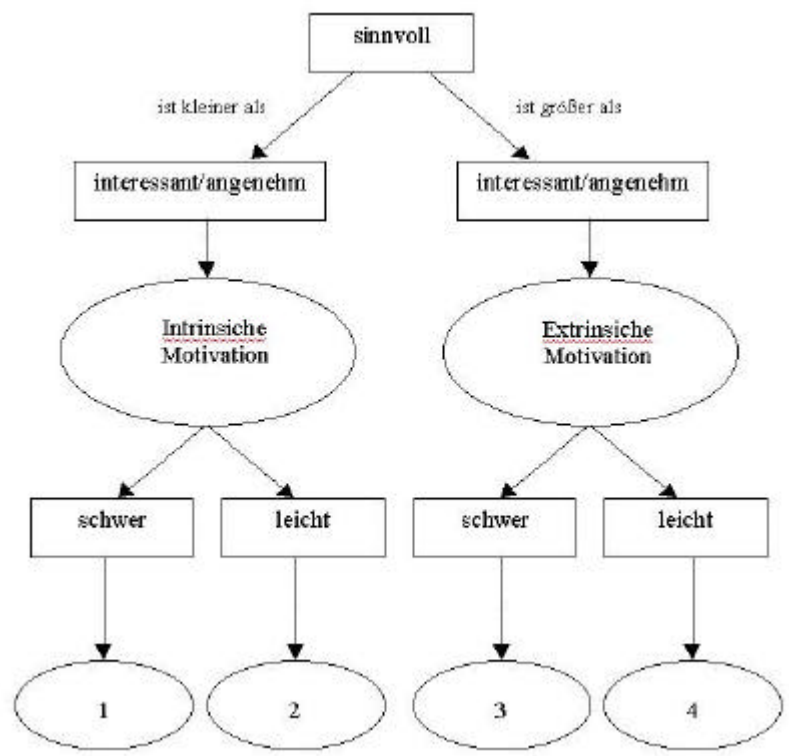 sinnvoll
ist kleiner als
ist größer als
interessant/angenehm
interessant/angenehm
Intrinsiche
Motivation
Extrinsiche
Motivation
schwer
leicht
schwer
leicht
1
2
3
4